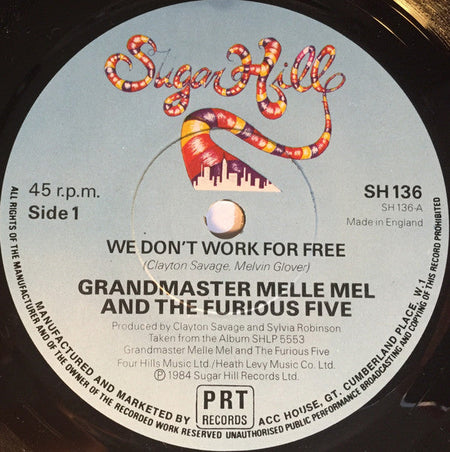 Sugar Hill
45 r.p.m.
Side 1
SH 136
SH 136-A
Made in England
WE DON'T WORK FOR FREE
(Clayton Savage, Melvin Glover)
GRANDMASTER MELLE MEL
AND THE FURIOUS FIVE
Produced by Clayton Savage and Sylvia Robinson
Taken from the Album SHLP 5553
Grandmaster Melle Mel and The Furious Five
Four Hills Music Ltd./Heath Levy Music Co. Ltd.
Ⓟ©1984 Sugar Hill Records Ltd.
MANUFACTURED AND MARKETED BY PRT RECORDS ACC HOUSE, GT. CUMBERLAND PLACE, W.1
ALL RIGHTS OF THE MANUFACTURER AND OF THE OWNER OF THE RECORDED WORK RESERVED UNAUTHORISED PUBLIC PERFORMANCE BROADCASTING AND COPYING OF THIS RECORD PROHIBITED